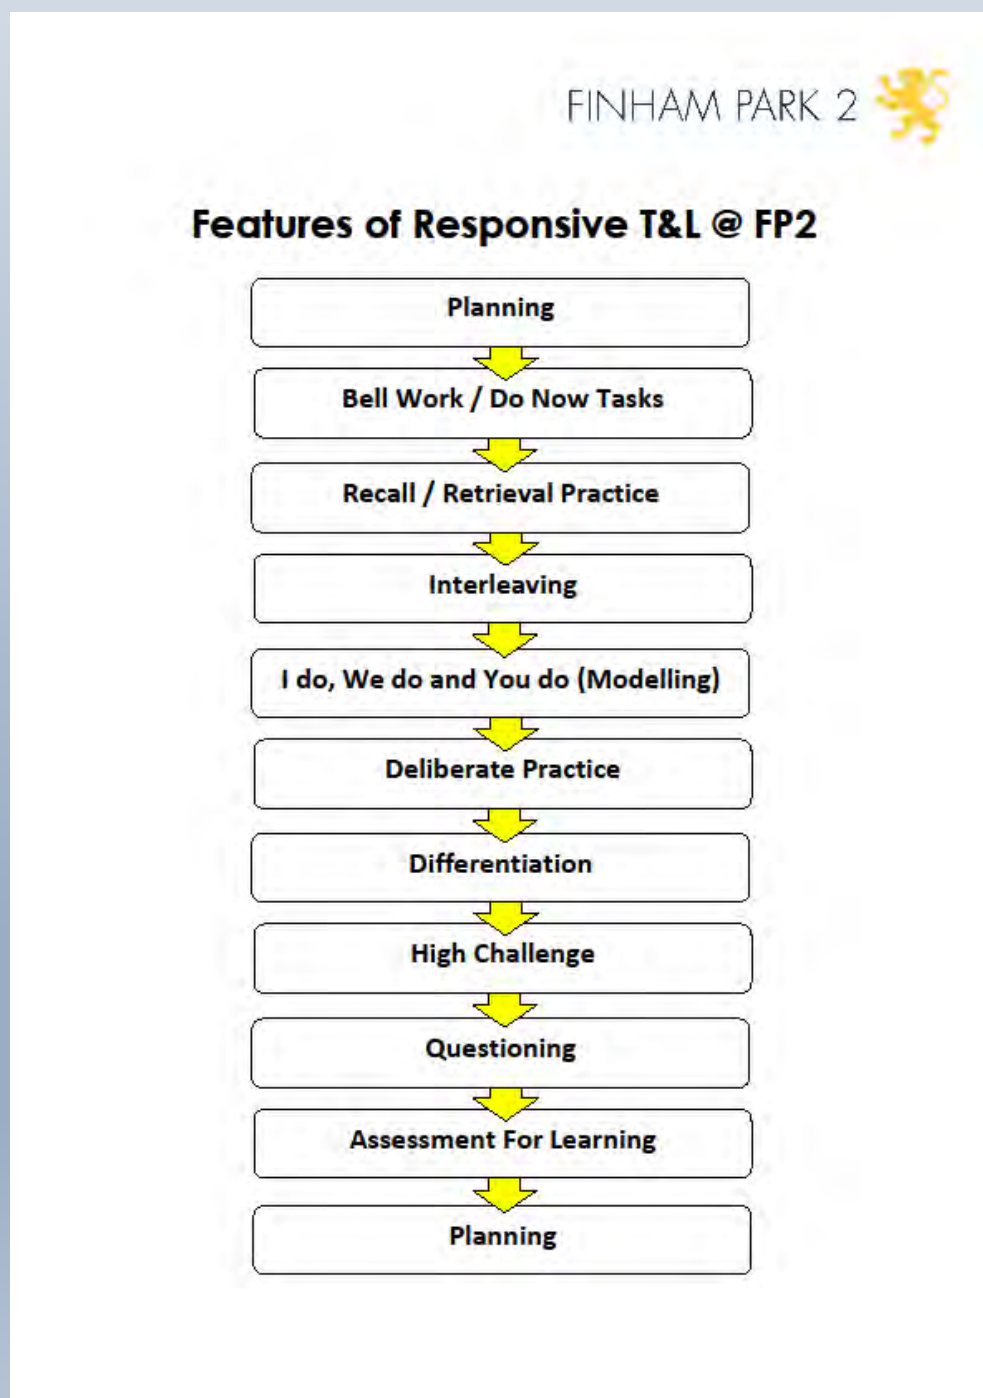 FINHAM PARK 2
Features of Responsive T&L @ FP2
Planning
Bell Work / Do Now Tasks
Recall / Retrieval Practice
Interleaving
I do, We do and You do (Modelling)
Deliberate Practice
Differentiation
High Challenge
Questioning
Assessment For Learning
Planning